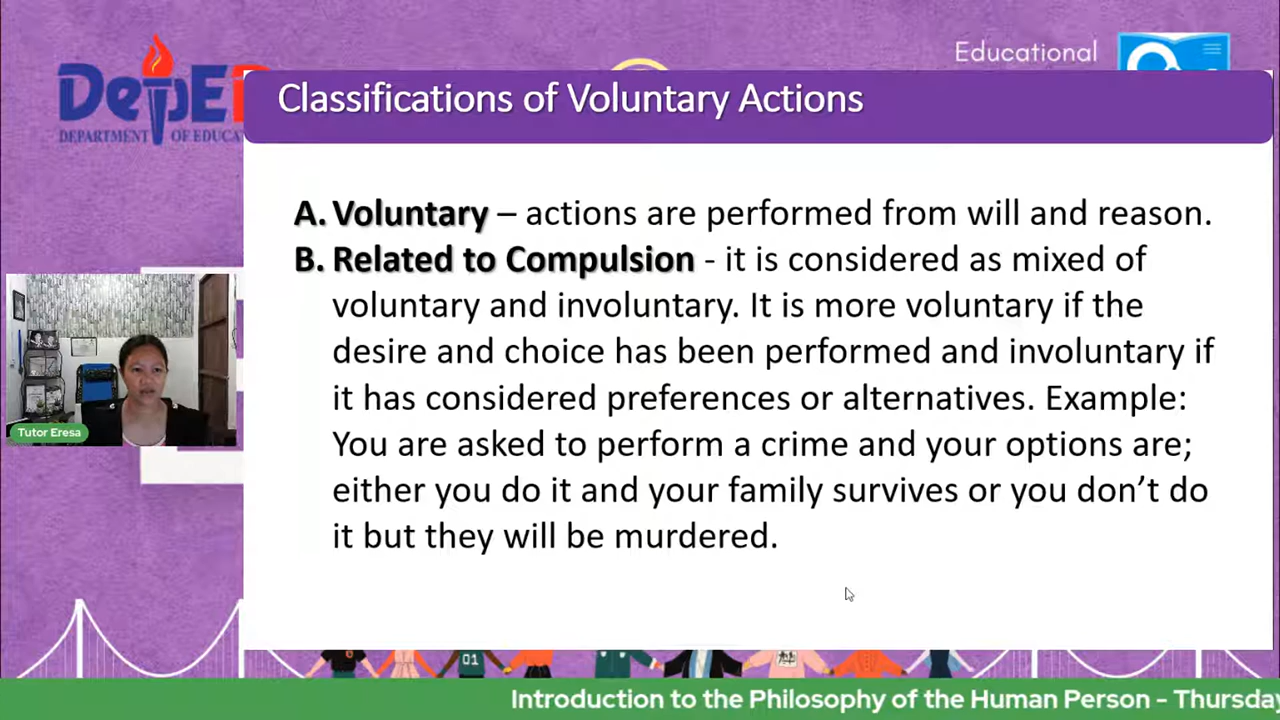 Educational
DepE
DEPARTMENT OF EDUCA
Classifications of Voluntary Actions
A. Voluntary – actions are performed from will and reason.
B. Related to Compulsion - it is considered as mixed of
voluntary and involuntary. It is more voluntary if the
desire and choice has been performed and involuntary if
it has considered preferences or alternatives. Example:
You are asked to perform a crime and your options are;
either you do it and your family survives or you don’t do
it but they will be murdered.
Tutor Eresa
01
Introduction to the Philosophy of the Human Person - Thursday